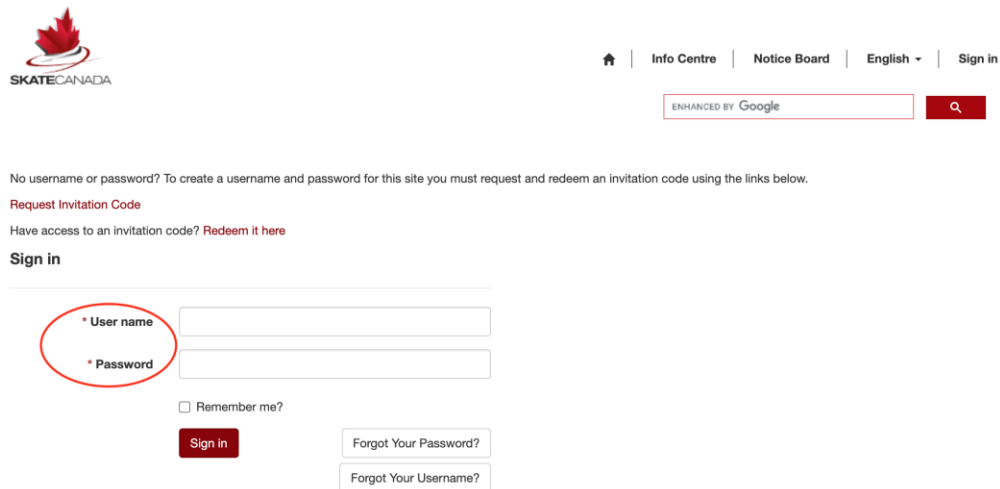 SKATECANADA
Info Centre
Notice Board
English
Sign in
ENHANCED BY Google
No username or password? To create a username and password for this site you must request and redeem an invitation code using the links below.
Request Invitation Code
Have access to an invitation code? Redeem it here
Sign in
* User name
* Password
Remember me?
Sign in
Forgot Your Password?
Forgot Your Username?